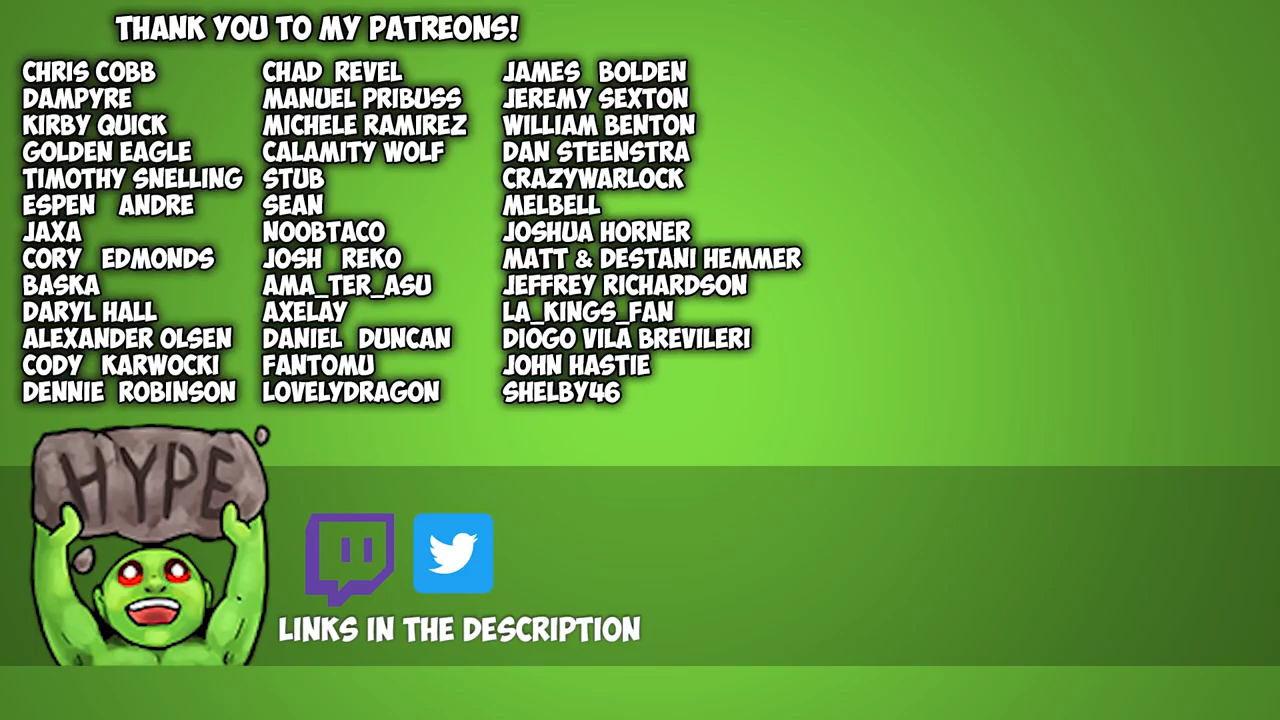 THANK YOU TO MY PATREONS!
CHRIS COBB
DAMPYRE
KIRBY QUICK
GOLDEN EAGLE
TIMOTHY SNELLING
ESPEN ANDRE
JAXA
CORY EDMONDS
BASKA
DARYL HALL
ALEXANDER OLSEN
CODY KARWOCKI
DENNIE ROBINSON
CHAD REVEL
MANUEL PRIBUSS
MICHELE RAMIREZ
CALAMITY WOLF
STUB
SEAN
NOOBTACO
JOSH REKO
AMA_TER_ASU
AXELAY
DANIEL DUNCAN
FANTOMU
LOVELYDRAGON
JAMES BOLDEN
JEREMY SEXTON
WILLIAM BENTON
DAN STEENSTRA
CRAZYWARLOCK
MELBELL
JOSHUA HORNER
MATT & DESTANI HEMMER
JEFFREY RICHARDSON
LA_KINGS_FAN
DIOGO VILA BREVILERI
JOHN HASTIE
SHELBY46
HYPE
LINKS IN THE DESCRIPTION